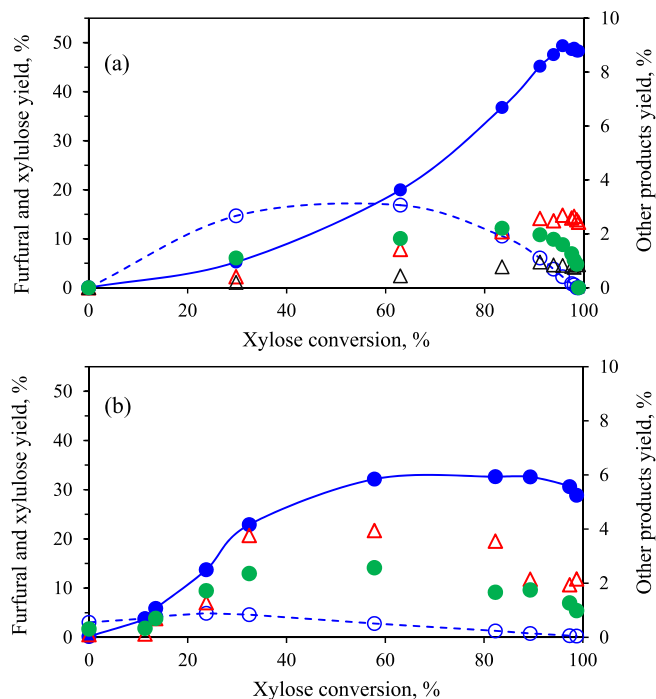 (a)
Furfural and xylulose yield, %
Other products yield, %
50
40
30
20
10
0
10
8
6
4
2
0
0 20 40 60 80 100
Xylose conversion, %
(b)
Furfural and xylulose yield, %
Other products yield, %
50
40
30
20
10
0
10
8
6
4
2
0
0 20 40 60 80 100
Xylose conversion, %